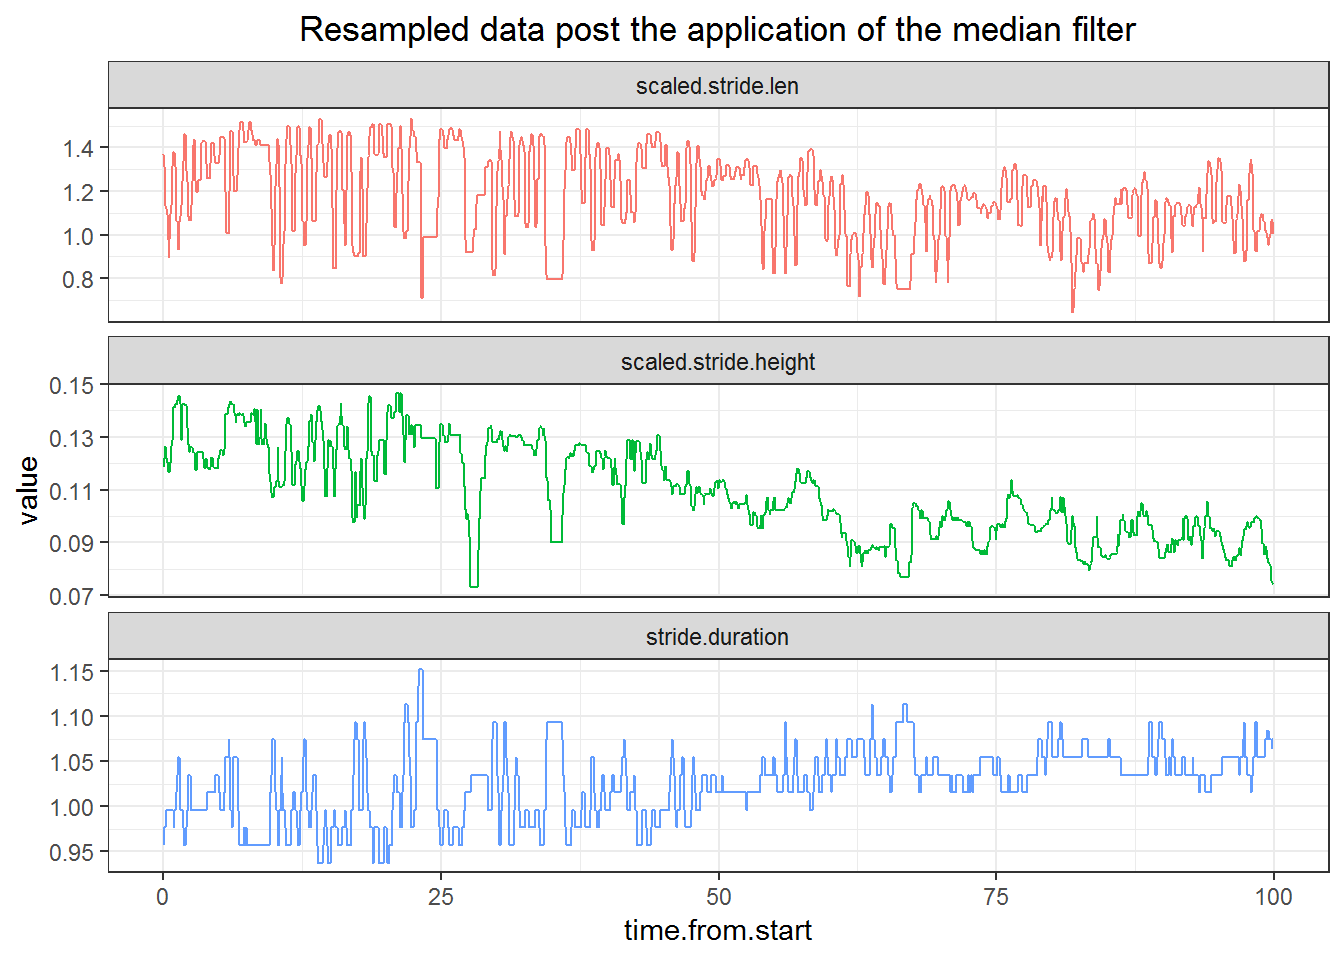 Resampled data post the application of the median filter
scaled.stride.len
1.4
1.2
1.0
0.8
scaled.stride.height
0.15
0.13
0.11
0.09
0.07
value
stride.duration
1.15
1.10
1.05
1.00
0.95
0 25 50 75 100
time.from.start